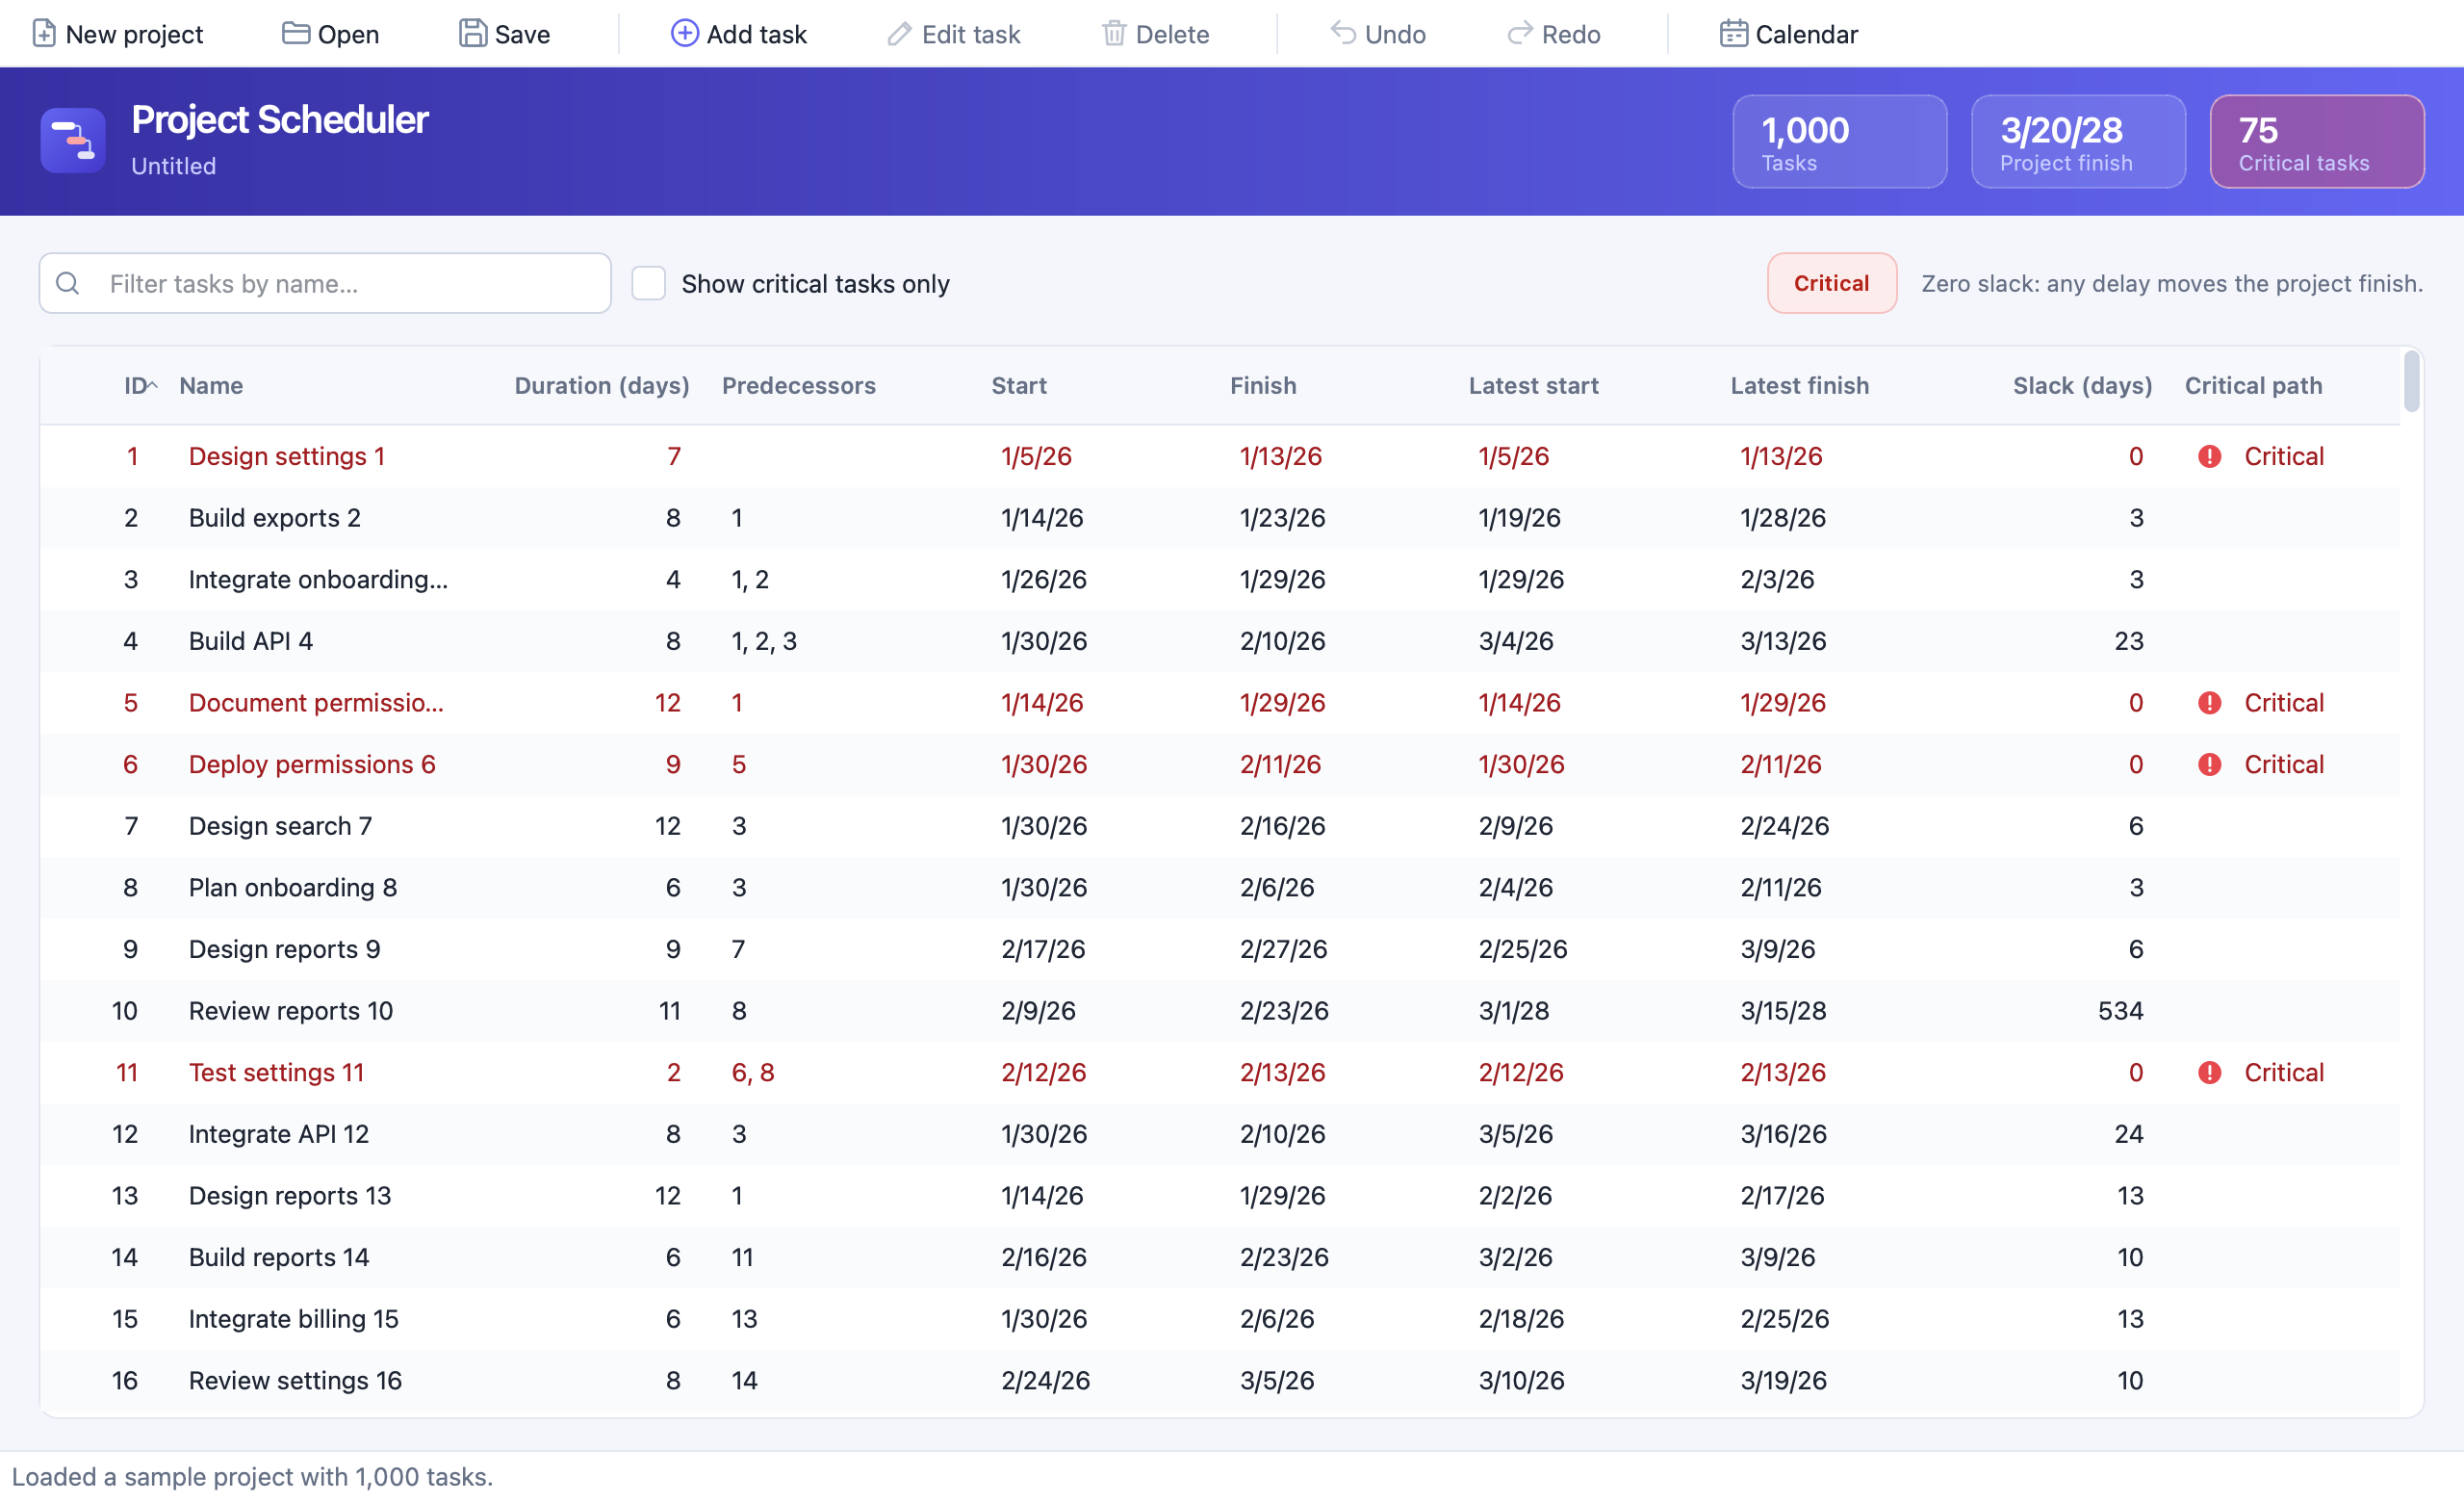 New project Open Save Add task Edit task Delete Undo Redo Calendar
Project Scheduler
Untitled
1,000
Tasks
3/20/28
Project finish
75
Critical tasks
Filter tasks by name...
Show critical tasks only
Critical
Zero slack: any delay moves the project finish.
ID Name Duration (days) Predecessors Start Finish Latest start Latest finish Slack (days) Critical path
1 Design settings 1 7 1/5/26 1/13/26 1/5/26 1/13/26 0 Critical
2 Build exports 2 8 1 1/14/26 1/23/26 1/19/26 1/28/26 3
3 Integrate onboarding... 4 1, 2 1/26/26 1/29/26 1/29/26 2/3/26 3
4 Build API 4 8 1, 2, 3 1/30/26 2/10/26 3/4/26 3/13/26 23
5 Document permissio... 12 1 1/14/26 1/29/26 1/14/26 1/29/26 0 Critical
6 Deploy permissions 6 9 5 1/30/26 2/11/26 1/30/26 2/11/26 0 Critical
7 Design search 7 12 3 1/30/26 2/16/26 2/9/26 2/24/26 6
8 Plan onboarding 8 6 3 1/30/26 2/6/26 2/4/26 2/11/26 3
9 Design reports 9 9 7 2/17/26 2/27/26 2/25/26 3/9/26 6
10 Review reports 10 11 8 2/9/26 2/23/26 3/1/28 3/15/28 534
11 Test settings 11 2 6, 8 2/12/26 2/13/26 2/12/26 2/13/26 0 Critical
12 Integrate API 12 8 3 1/30/26 2/10/26 3/5/26 3/16/26 24
13 Design reports 13 12 1 1/14/26 1/29/26 2/2/26 2/17/26 13
14 Build reports 14 6 11 2/16/26 2/23/26 3/2/26 3/9/26 10
15 Integrate billing 15 6 13 1/30/26 2/6/26 2/18/26 2/25/26 13
16 Review settings 16 8 14 2/24/26 3/5/26 3/10/26 3/19/26 10
Loaded a sample project with 1,000 tasks.